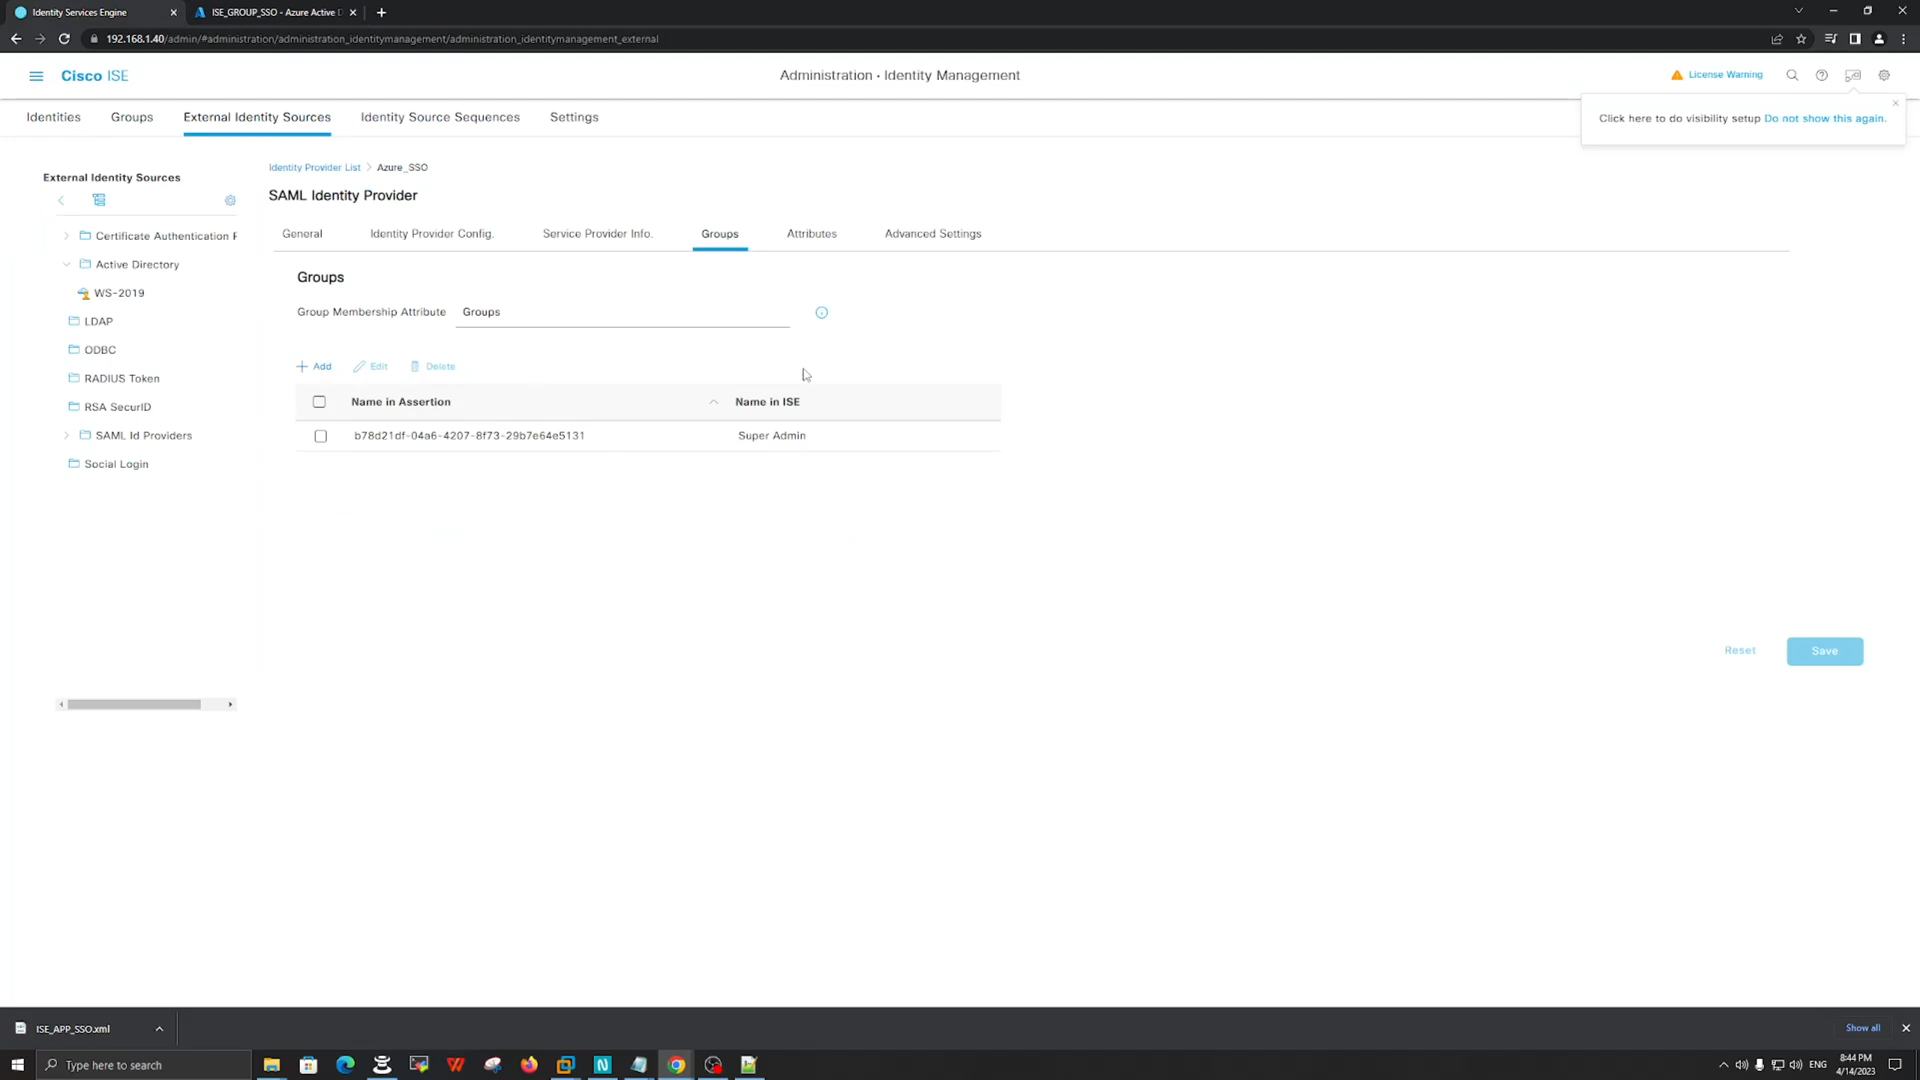 Identity Services Engine
ISE_GROUP_SSO - Azure Active D
192.168.1.40/admin/#administration/administration_identitymanagement/administration_identitymanagement_external
Cisco ISE
Administration · Identity Management
License Warning
Identities
Groups
External Identity Sources
Identity Source Sequences
Settings
Click here to do visibility setup Do not show this again.
External Identity Sources
Certificate Authentication P
Active Directory
WS-2019
LDAP
ODBC
RADIUS Token
RSA SecurID
SAML Id Providers
Social Login
Identity Provider List > Azure_SSO
SAML Identity Provider
General
Identity Provider Config.
Service Provider Info.
Groups
Attributes
Advanced Settings
Groups
Group Membership Attribute
Groups
Add
Edit
Delete
Name in Assertion
Name in ISE
b78d21df-04a6-4207-8f73-29b7e64e5131
Super Admin
Reset
Save
ISE_APP_SSO.xml
Show all
Type here to search
ENG
8:44 PM
4/14/2023